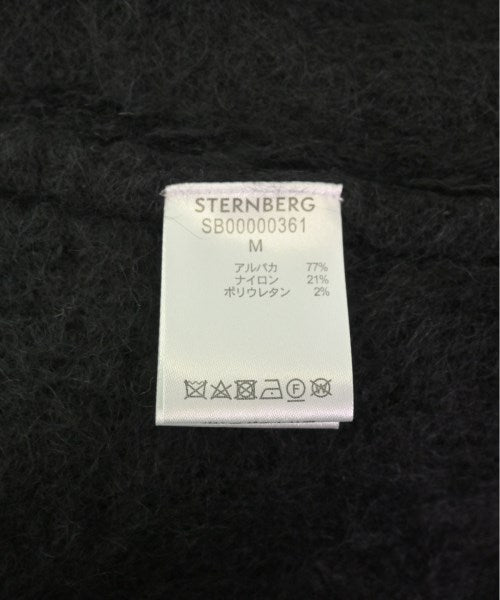 STERNBERG
SB00000361
M
アルパカ 77%
ナイロン 21%
ポリウレタン 2%
F W